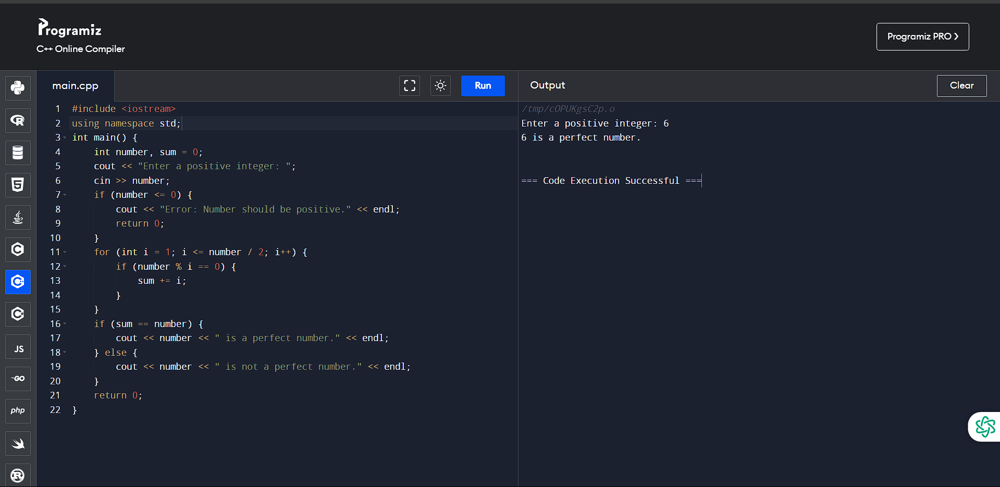 Programiz
C++ Online Compiler
Programiz PRO ❯
main.cpp
Run
Output
Clear
1 #include <iostream>
2 using namespace std;
3 int main() {
4     int number, sum = 0;
5     cout << "Enter a positive integer: ";
6     cin >> number;
7     if (number <= 0) {
8         cout << "Error: Number should be positive." << endl;
9         return 0;
10     }
11     for (int i = 1; i <= number / 2; i++) {
12         if (number % i == 0) {
13             sum += i;
14         }
15     }
16     if (sum == number) {
17         cout << number << " is a perfect number." << endl;
18     } else {
19         cout << number << " is not a perfect number." << endl;
20     }
21     return 0;
22 }
/tmp/cOPUKgsC2p.o
Enter a positive integer: 6
6 is a perfect number.
=== Code Execution Successful ===
R
5
C
C++
C
JS
GO
php
R